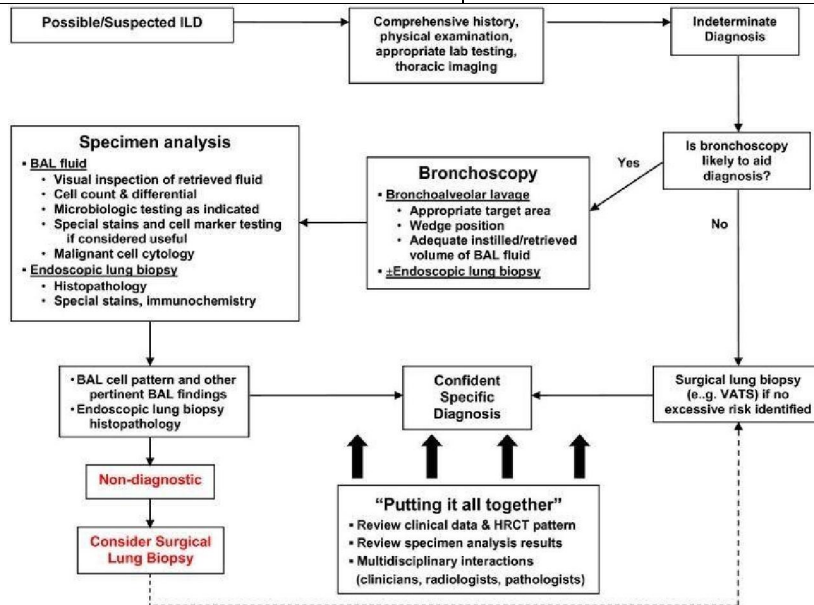 Possible/Suspected ILD
Comprehensive history,
physical examination,
appropriate lab testing,
thoracic imaging
Indeterminate
Diagnosis
Is bronchoscopy
likely to aid
diagnosis?
Yes
No
Bronchoscopy
▪ Bronchoalveolar lavage
• Appropriate target area
• Wedge position
• Adequate instilled/retrieved
volume of BAL fluid
▪ ±Endoscopic lung biopsy
Specimen analysis
▪ BAL fluid
• Visual inspection of retrieved fluid
• Cell count & differential
• Microbiologic testing as indicated
• Special stains and cell marker testing
if considered useful
• Malignant cell cytology
▪ Endoscopic lung biopsy
• Histopathology
• Special stains, immunochemistry
• BAL cell pattern and other
pertinent BAL findings
• Endoscopic lung biopsy
histopathology
Confident
Specific
Diagnosis
Surgical lung biopsy
(e..g. VATS) if no
excessive risk identified
Non-diagnostic
Consider Surgical
Lung Biopsy
“Putting it all together”
▪ Review clinical data & HRCT pattern
▪ Review specimen analysis results
▪ Multidisciplinary interactions
(clinicians, radiologists, pathologists)